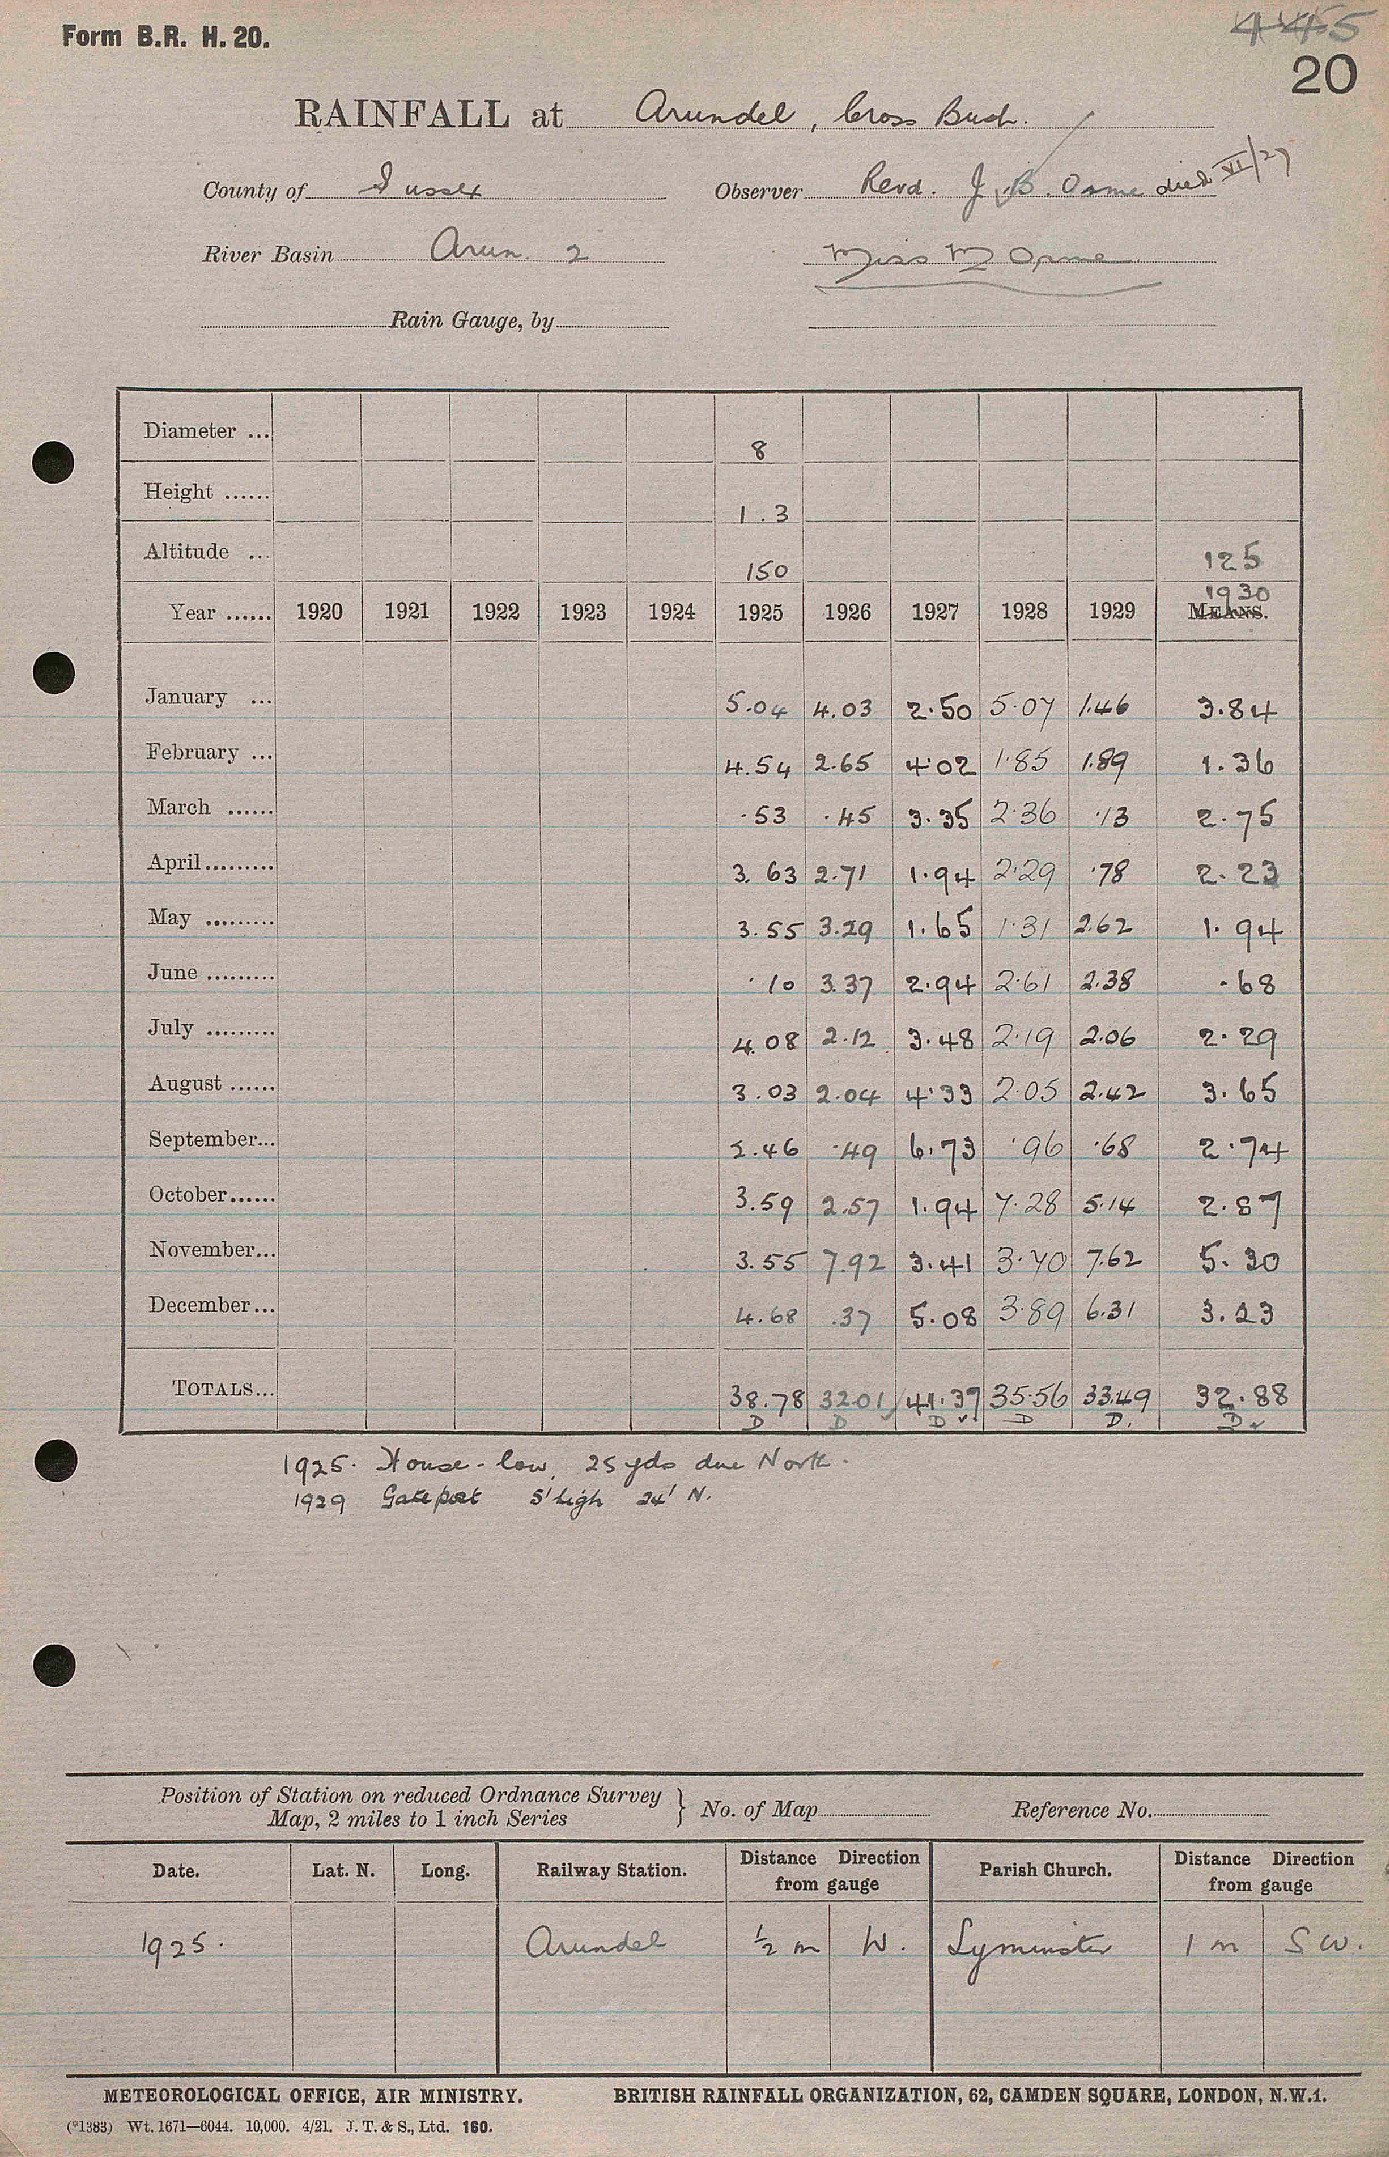 Form B.R. H. 20.
445
20
RAINFALL at Arundel, Cross Bush.
County of Sussex Observer Revd. J. B. Orme died VI/27
River Basin Arun. 2 Miss M Orme
Rain Gauge, by
Diameter ... 8
Height ...... 1.3
Altitude ... 150 125
Year ...... 1920 1921 1922 1923 1924 1925 1926 1927 1928 1929 MEANS. 1930
January ... 5.04 4.03 2.50 5.07 1.46 3.84
February ... 4.54 2.65 4.02 1.85 1.89 1.36
March ...... .53 .45 3.35 2.36 .13 2.75
April......... 3.63 2.71 1.94 2.29 .78 2.23
May ......... 3.55 3.29 1.65 1.31 2.62 1.94
June ......... .10 3.37 2.94 2.61 2.38 .68
July ......... 4.08 2.12 3.48 2.19 2.06 2.29
August ...... 3.03 2.04 4.33 2.05 2.42 3.65
September... 2.46 .49 6.73 .96 .68 2.74
October...... 3.59 2.57 1.94 7.28 5.14 2.87
November... 3.55 7.92 3.41 3.70 7.62 5.30
December... 4.68 .37 5.08 3.89 6.31 3.23
TOTALS... 38.78 32.01 41.37 35.56 33.49 32.88
D D D D D. D
1925. House - low, 25 yds due North.
1929 Gatepost 5' high 24' N.
Position of Station on reduced Ordnance Survey
Map, 2 miles to 1 inch Series } No. of Map Reference No.
Date. Lat. N. Long. Railway Station. Distance Direction from gauge Parish Church. Distance Direction from gauge
1925. Arundel ½ m W. Lyminster 1 m SW.
METEOROLOGICAL OFFICE, AIR MINISTRY. BRITISH RAINFALL ORGANIZATION, 62, CAMDEN SQUARE, LONDON, N.W.1.
(*1383) Wt. 1671—6044. 10,000. 4/21. J. T. & S., Ltd. 160.